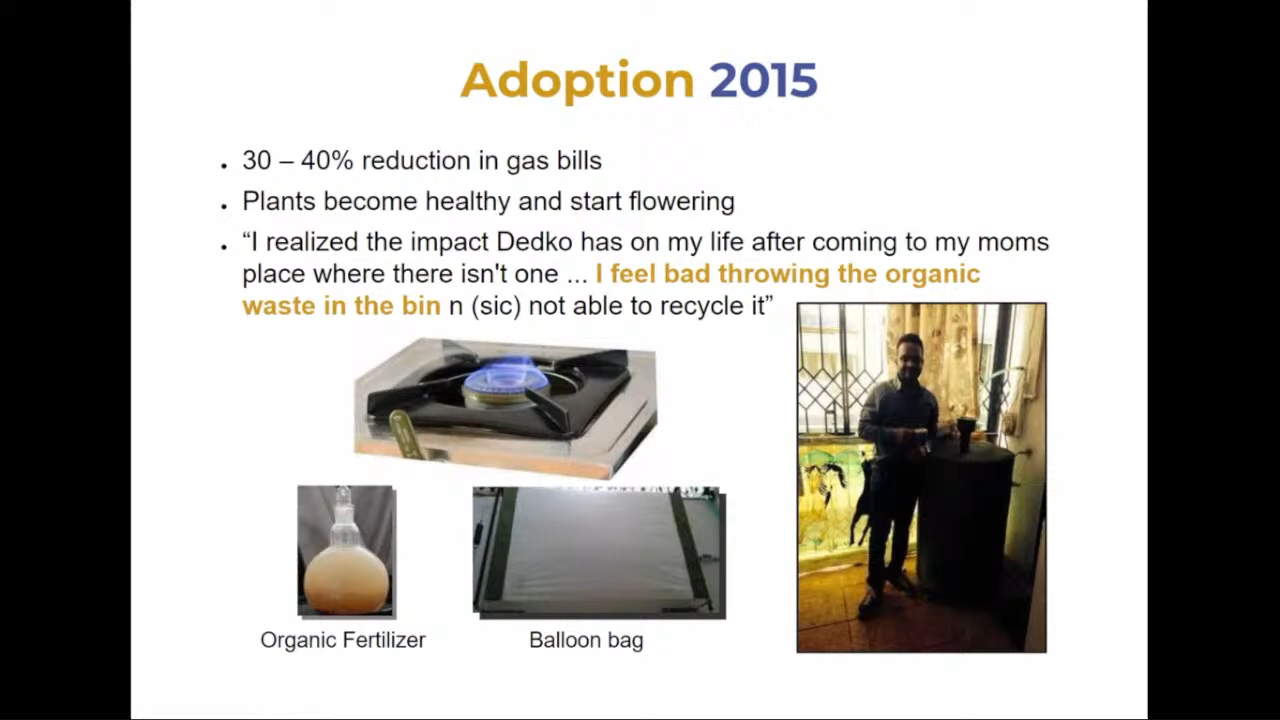 Adoption 2015
. 30 – 40% reduction in gas bills
. Plants become healthy and start flowering
. “I realized the impact Dedko has on my life after coming to my moms
place where there isn't one ... I feel bad throwing the organic
waste in the bin n (sic) not able to recycle it”
Organic Fertilizer
Balloon bag